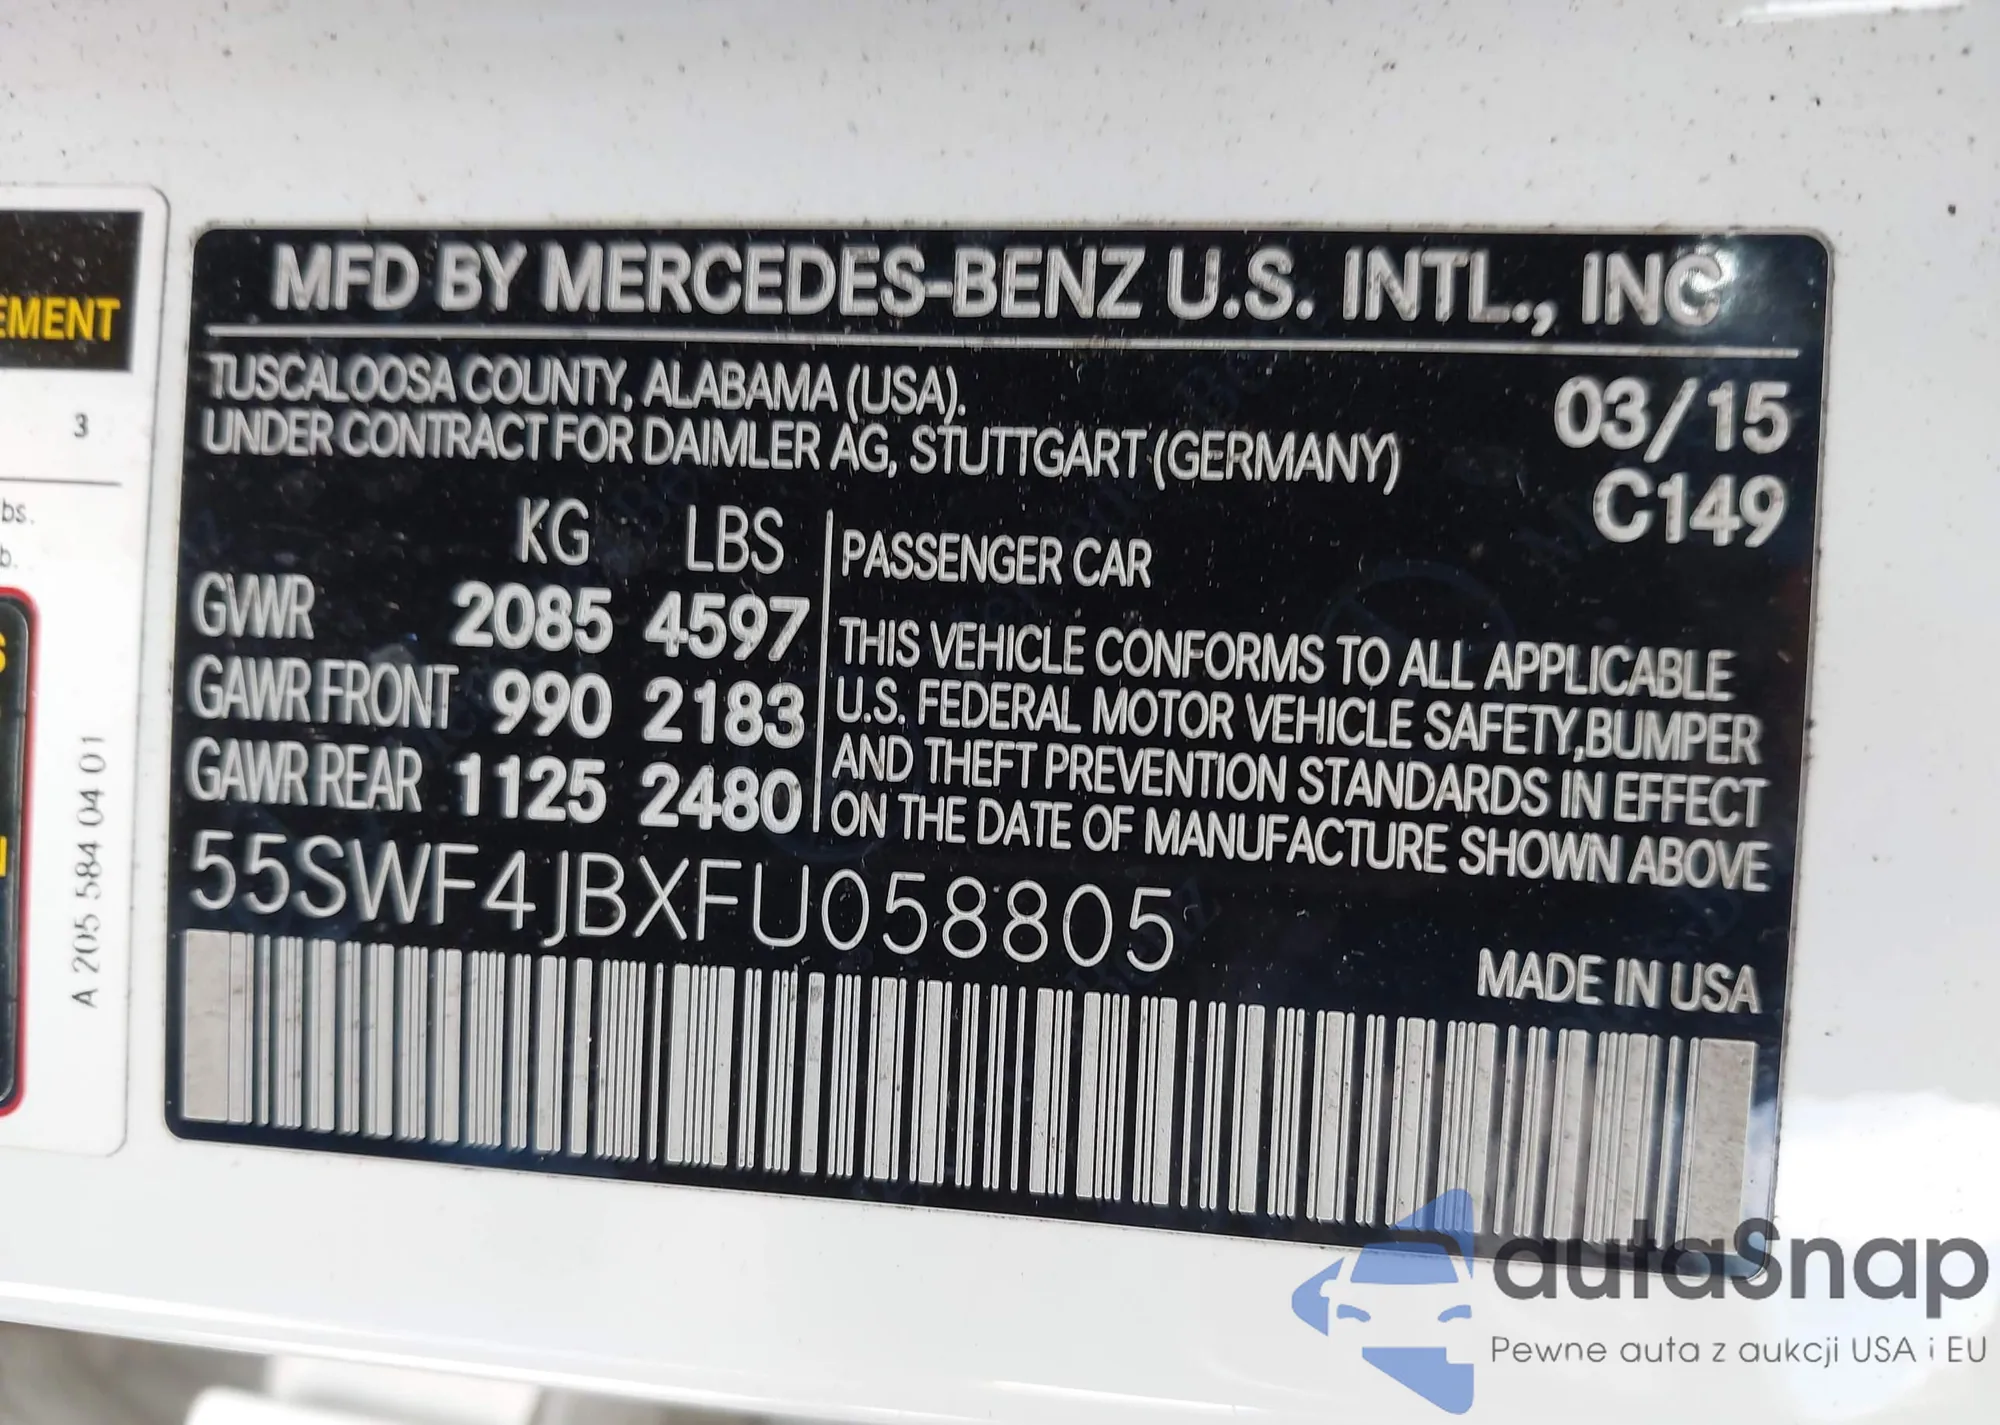 MFD BY MERCEDES-BENZ U.S. INTL., INC
TUSCALOOSA COUNTY, ALABAMA (USA).
UNDER CONTRACT FOR DAIMLER AG, STUTTGART (GERMANY)
03/15
C149
KG LBS
GVWR 2085 4597
GAWR FRONT 990 2183
GAWR REAR 1125 2480
PASSENGER CAR
THIS VEHICLE CONFORMS TO ALL APPLICABLE
U.S. FEDERAL MOTOR VEHICLE SAFETY,BUMPER
AND THEFT PREVENTION STANDARDS IN EFFECT
ON THE DATE OF MANUFACTURE SHOWN ABOVE
55SWF4JBXFU058805
MADE IN USA
EMENT
3
bs.
b.
A 205 584 04 01
autaSnap
Pewne auta z aukcji USA i EU